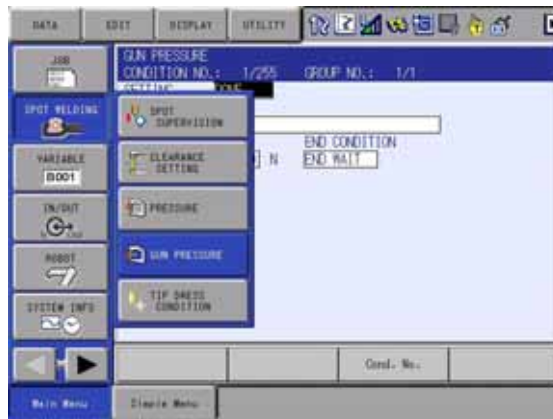 DATA
EDIT
DISPLAY
UTILITY
JOB
SPOT WELDING
VARIABLE
B001
IN/OUT
ROBOT
SYSTEM INFO
GUN PRESSURE
CONDITION NO.: 1/255 GROUP NO.: 1/1
SETTING DONE
END CONDITION
N END WAIT
SPOT
SUPERVISION
CLEARANCE
SETTING
PRESSURE
GUN PRESSURE
TIP DRESS
CONDITION
Cond. No.
Main Menu
Simple Menu